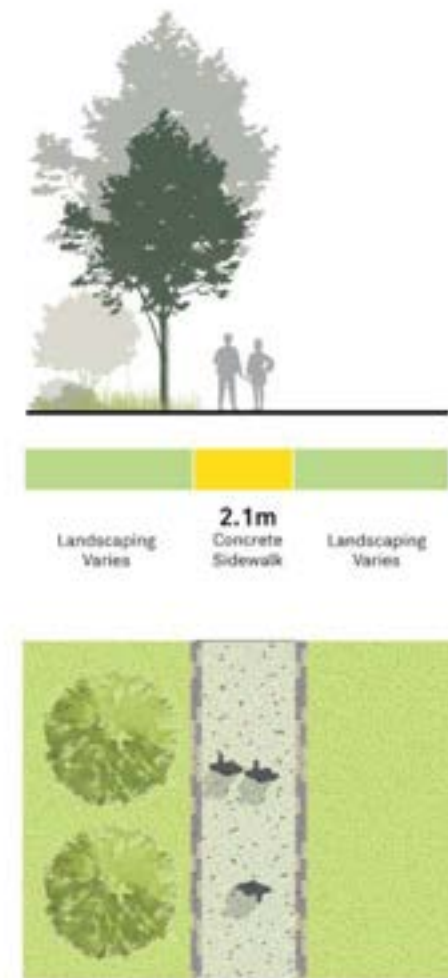 2.1m
Landscaping
Varies
Concrete
Sidewalk
Landscaping
Varies